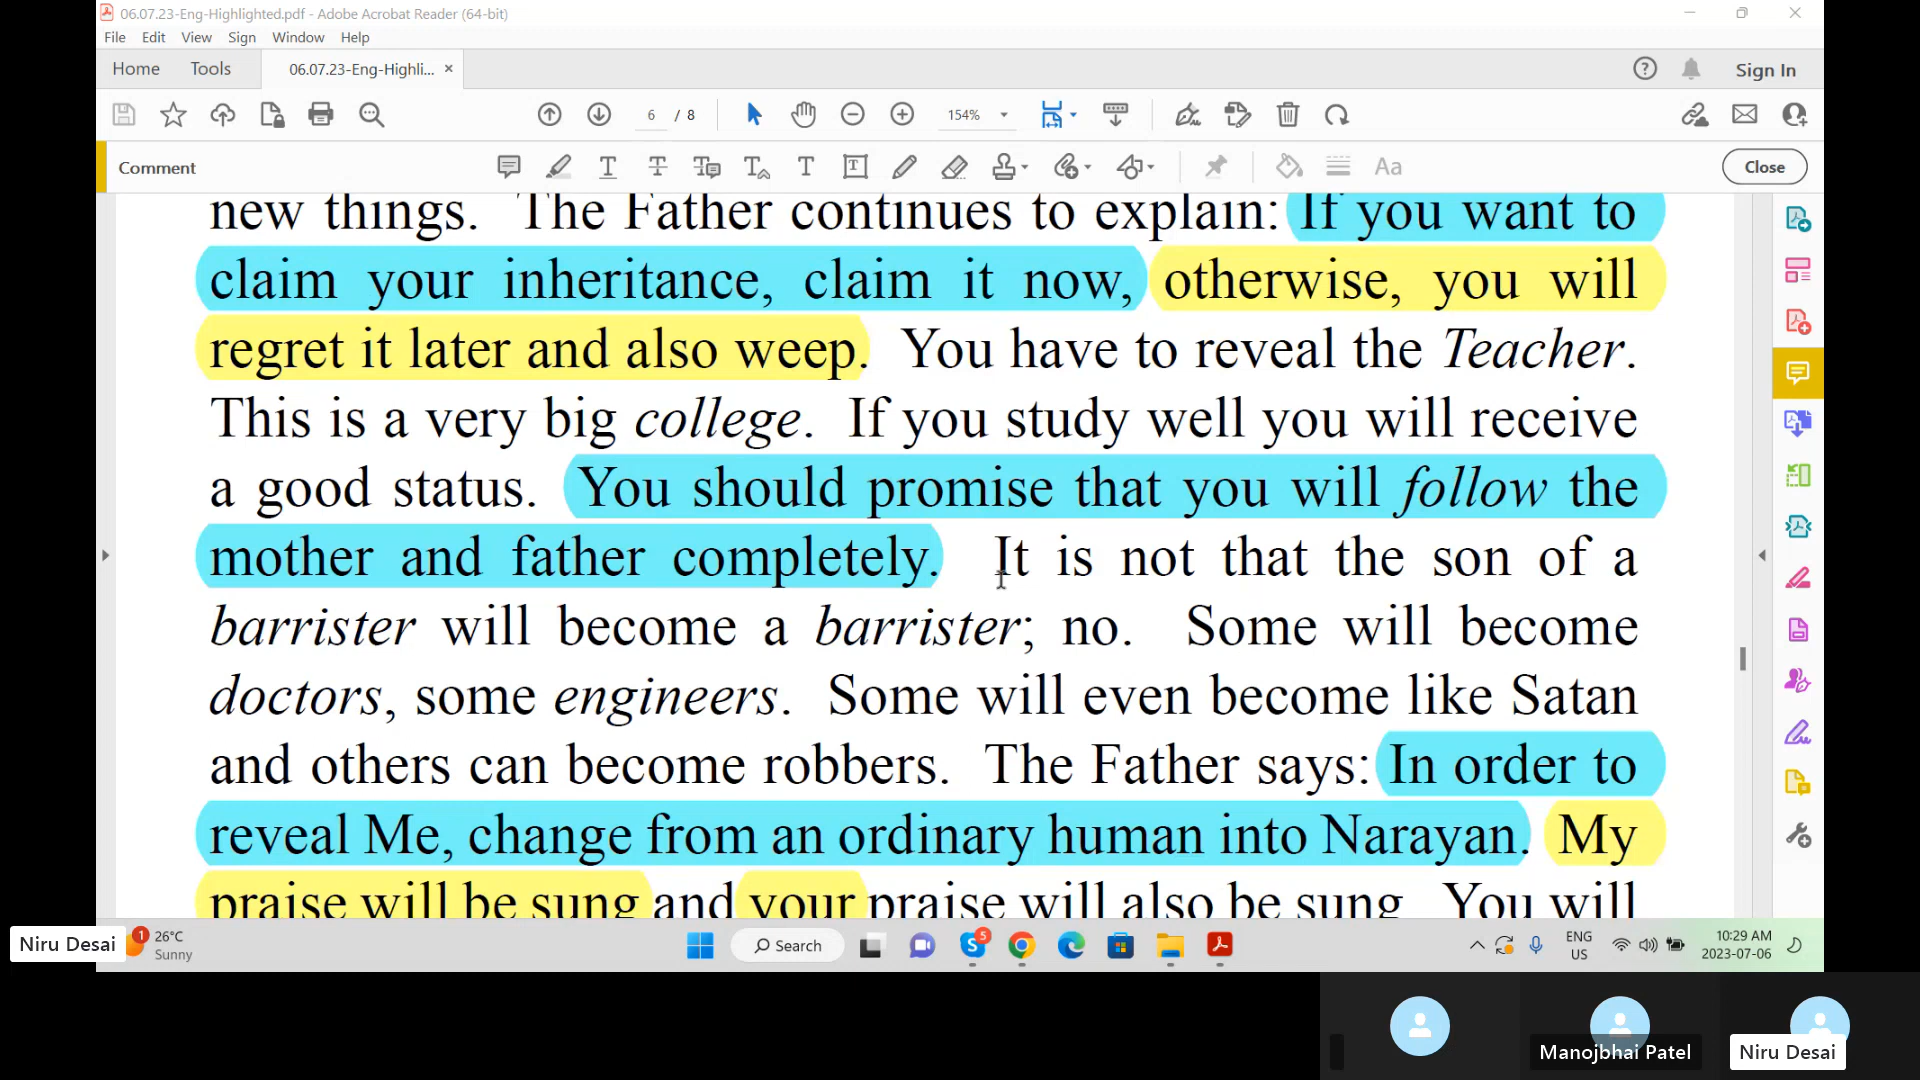 06.07.23-Eng-Highlighted.pdf - Adobe Acrobat Reader (64-bit)
File Edit View Sign Window Help
Home Tools 06.07.23-Eng-Highli... × Sign In
6 / 8 154%
Comment Close
new things. The Father continues to explain: If you want to
claim your inheritance, claim it now, otherwise, you will
regret it later and also weep. You have to reveal the Teacher.
This is a very big college. If you study well you will receive
a good status. You should promise that you will follow the
mother and father completely. It is not that the son of a
barrister will become a barrister; no. Some will become
doctors, some engineers. Some will even become like Satan
and others can become robbers. The Father says: In order to
reveal Me, change from an ordinary human into Narayan. My
praise will be sung and your praise will also be sung. You will
Niru Desai
1 26°C
Sunny
Search
5
ENG
US
10:29 AM
2023-07-06
Manojbhai Patel
Niru Desai